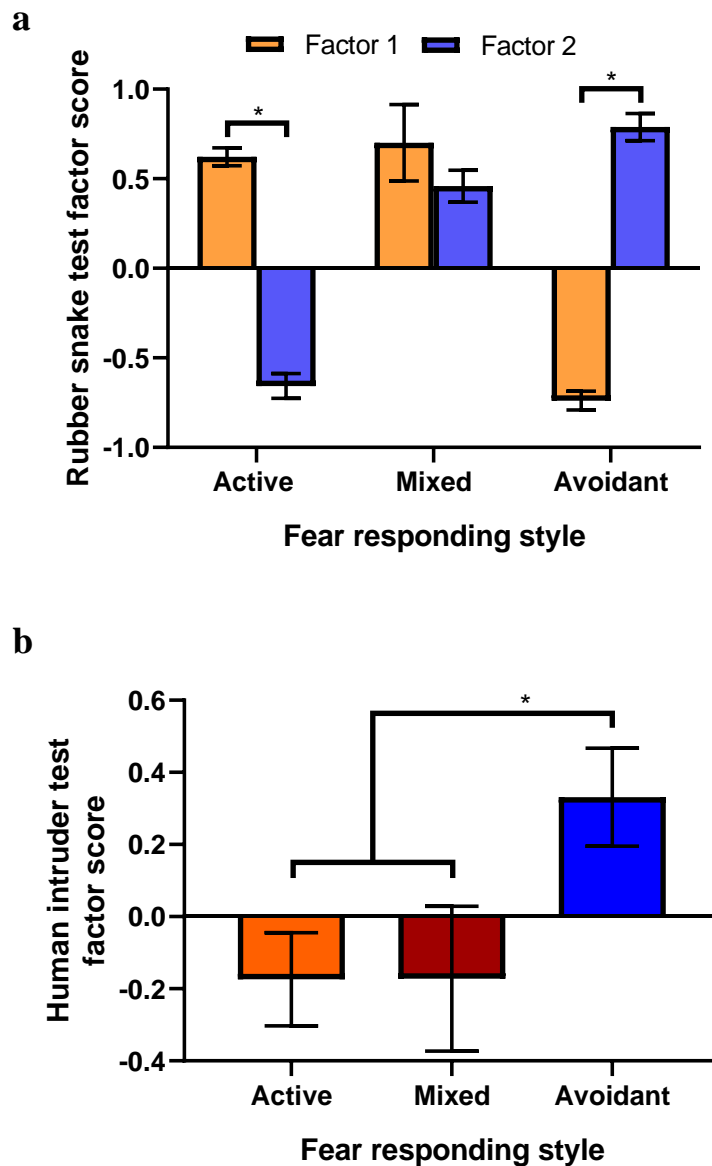 a
Factor 1 Factor 2
Rubber snake test factor score
1.0
0.5
0.0
-0.5
-1.0
*
*
Active Mixed Avoidant
Fear responding style
b
Human intruder test
factor score
0.6
0.4
0.2
0.0
-0.2
-0.4
*
Active Mixed Avoidant
Fear responding style